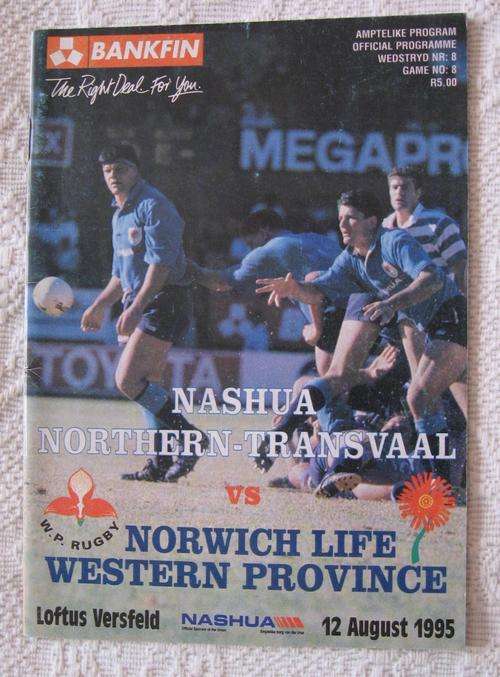 BANKFIN
The Right Deal. For You.
AMPTELIKE PROGRAM
OFFICIAL PROGRAMME
WEDSTRYD NR: 8
GAME NO: 8
R5.00
MEGAPR
TOYOTA
NASHUA
NORTHERN-TRANSVAAL
VS
W.P. RUGBY
NORWICH LIFE
WESTERN PROVINCE
Loftus Versfeld
NASHUA
12 August 1995